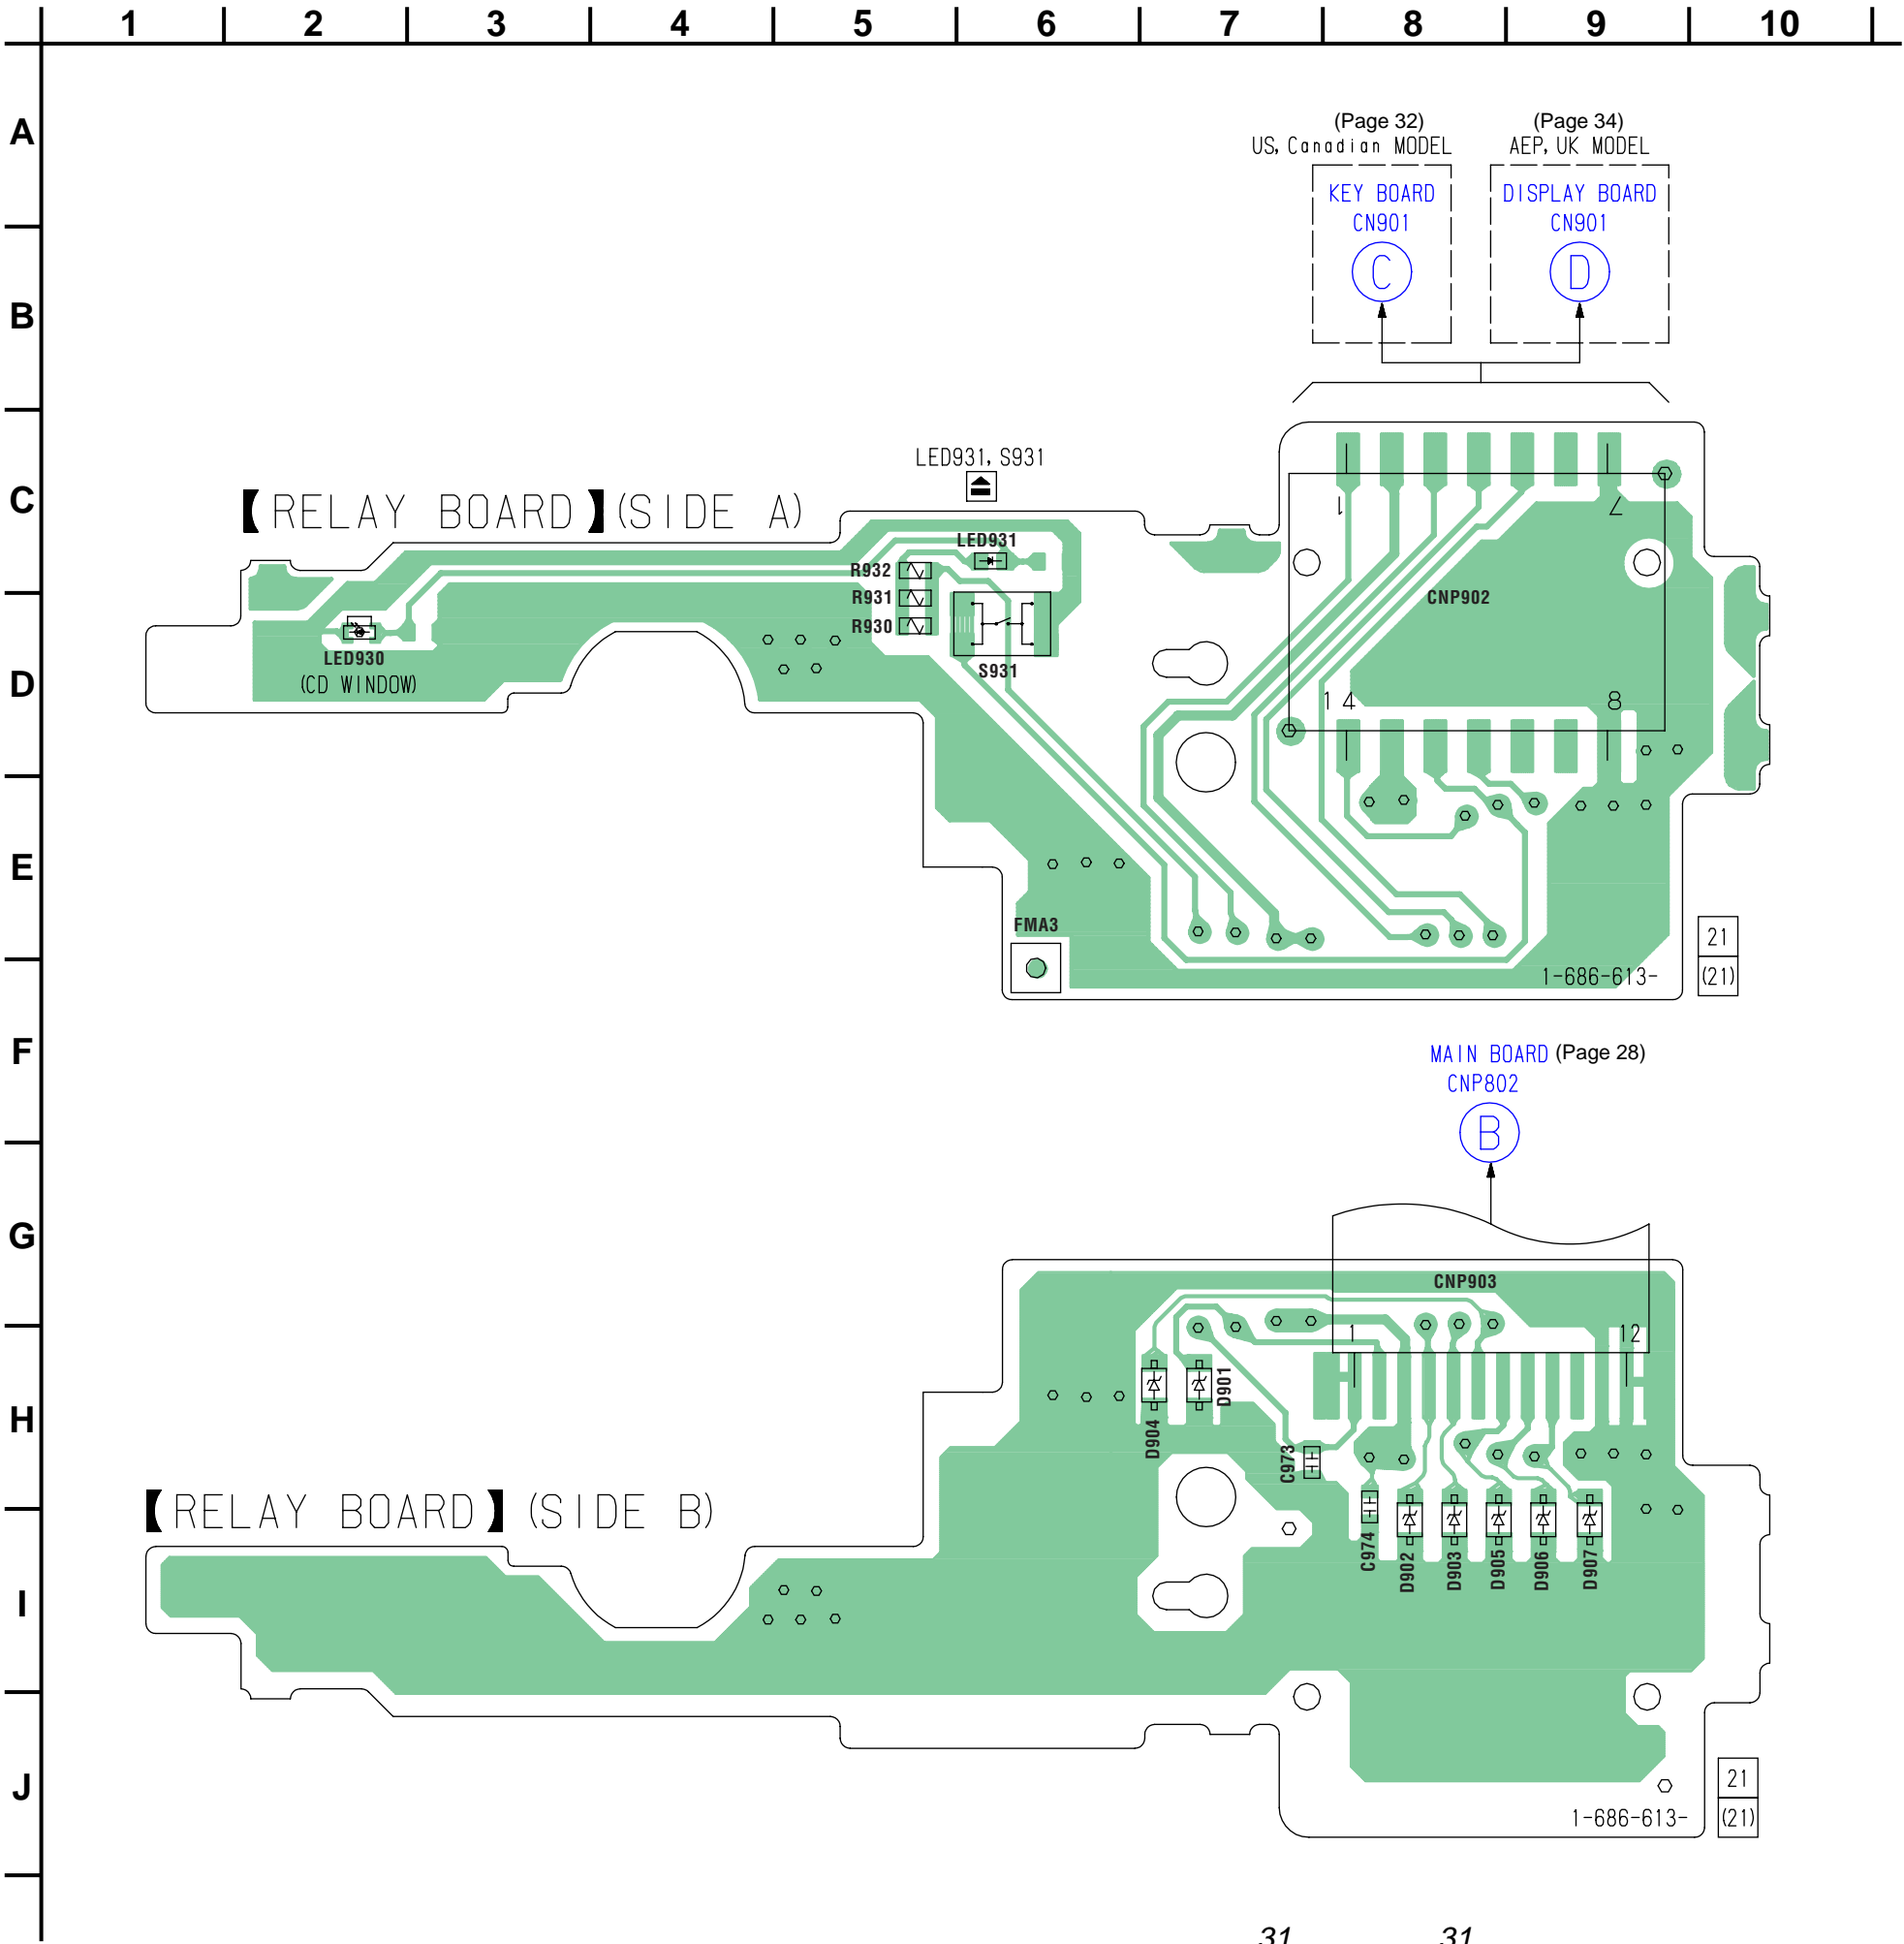 1 2 3 4 5 6 7 8 9 10
A
(Page 32) (Page 34)
US, Canadian MODEL AEP, UK MODEL
KEY BOARD DISPLAY BOARD
CN901 CN901
B
C D
C
LED931, S931
【RELAY BOARD】(SIDE A)
1 7
LED931
R932
R931
CNP902
R930
LED930
S931
D
(CD WINDOW)
14 8
E
FMA3
21
1-686-613- (21)
F
MAIN BOARD (Page 28)
CNP802
B
G
CNP903
1 12
D901
H
D904
C973
【RELAY BOARD】(SIDE B)
C974 D902 D903 D905 D906 D907
I
J
21
1-686-613- (21)
31 31